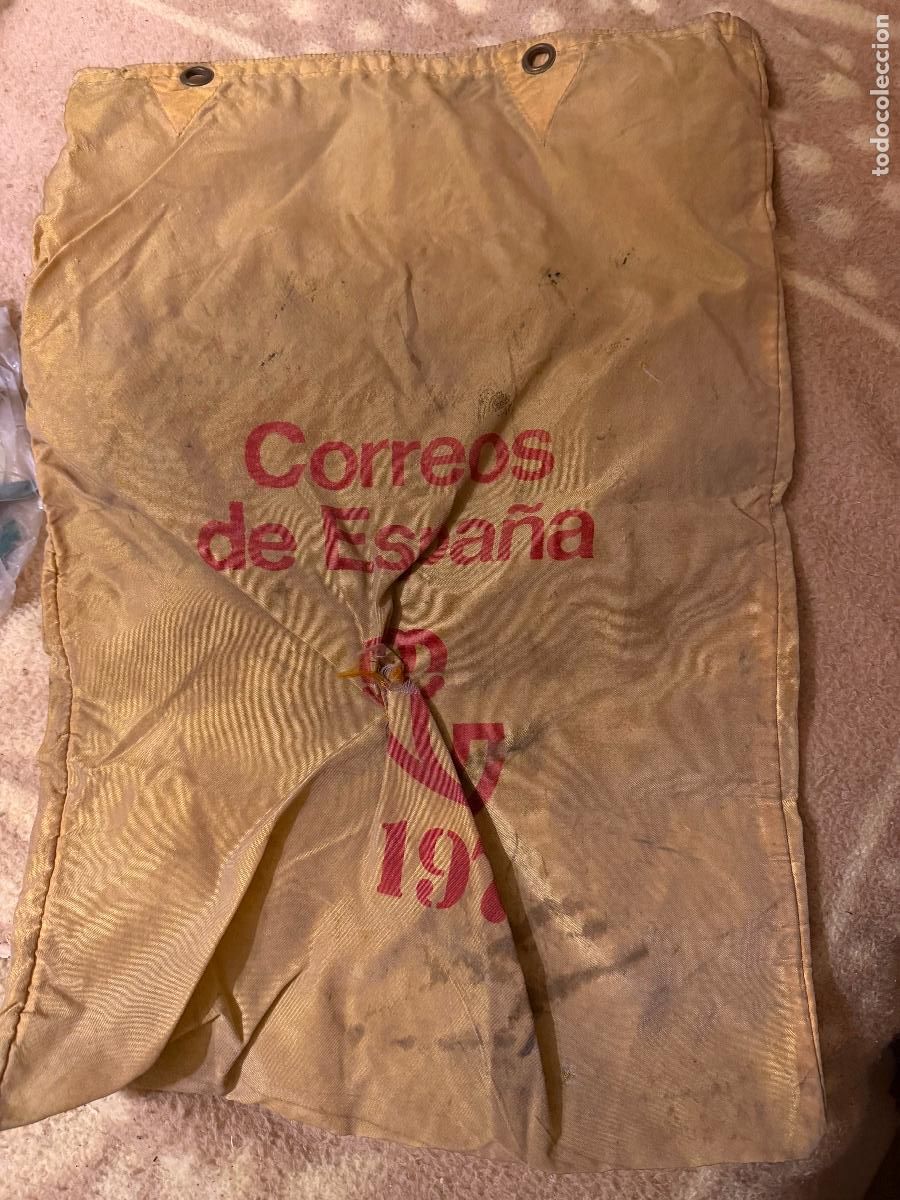 todocoleccion
Correos
de España